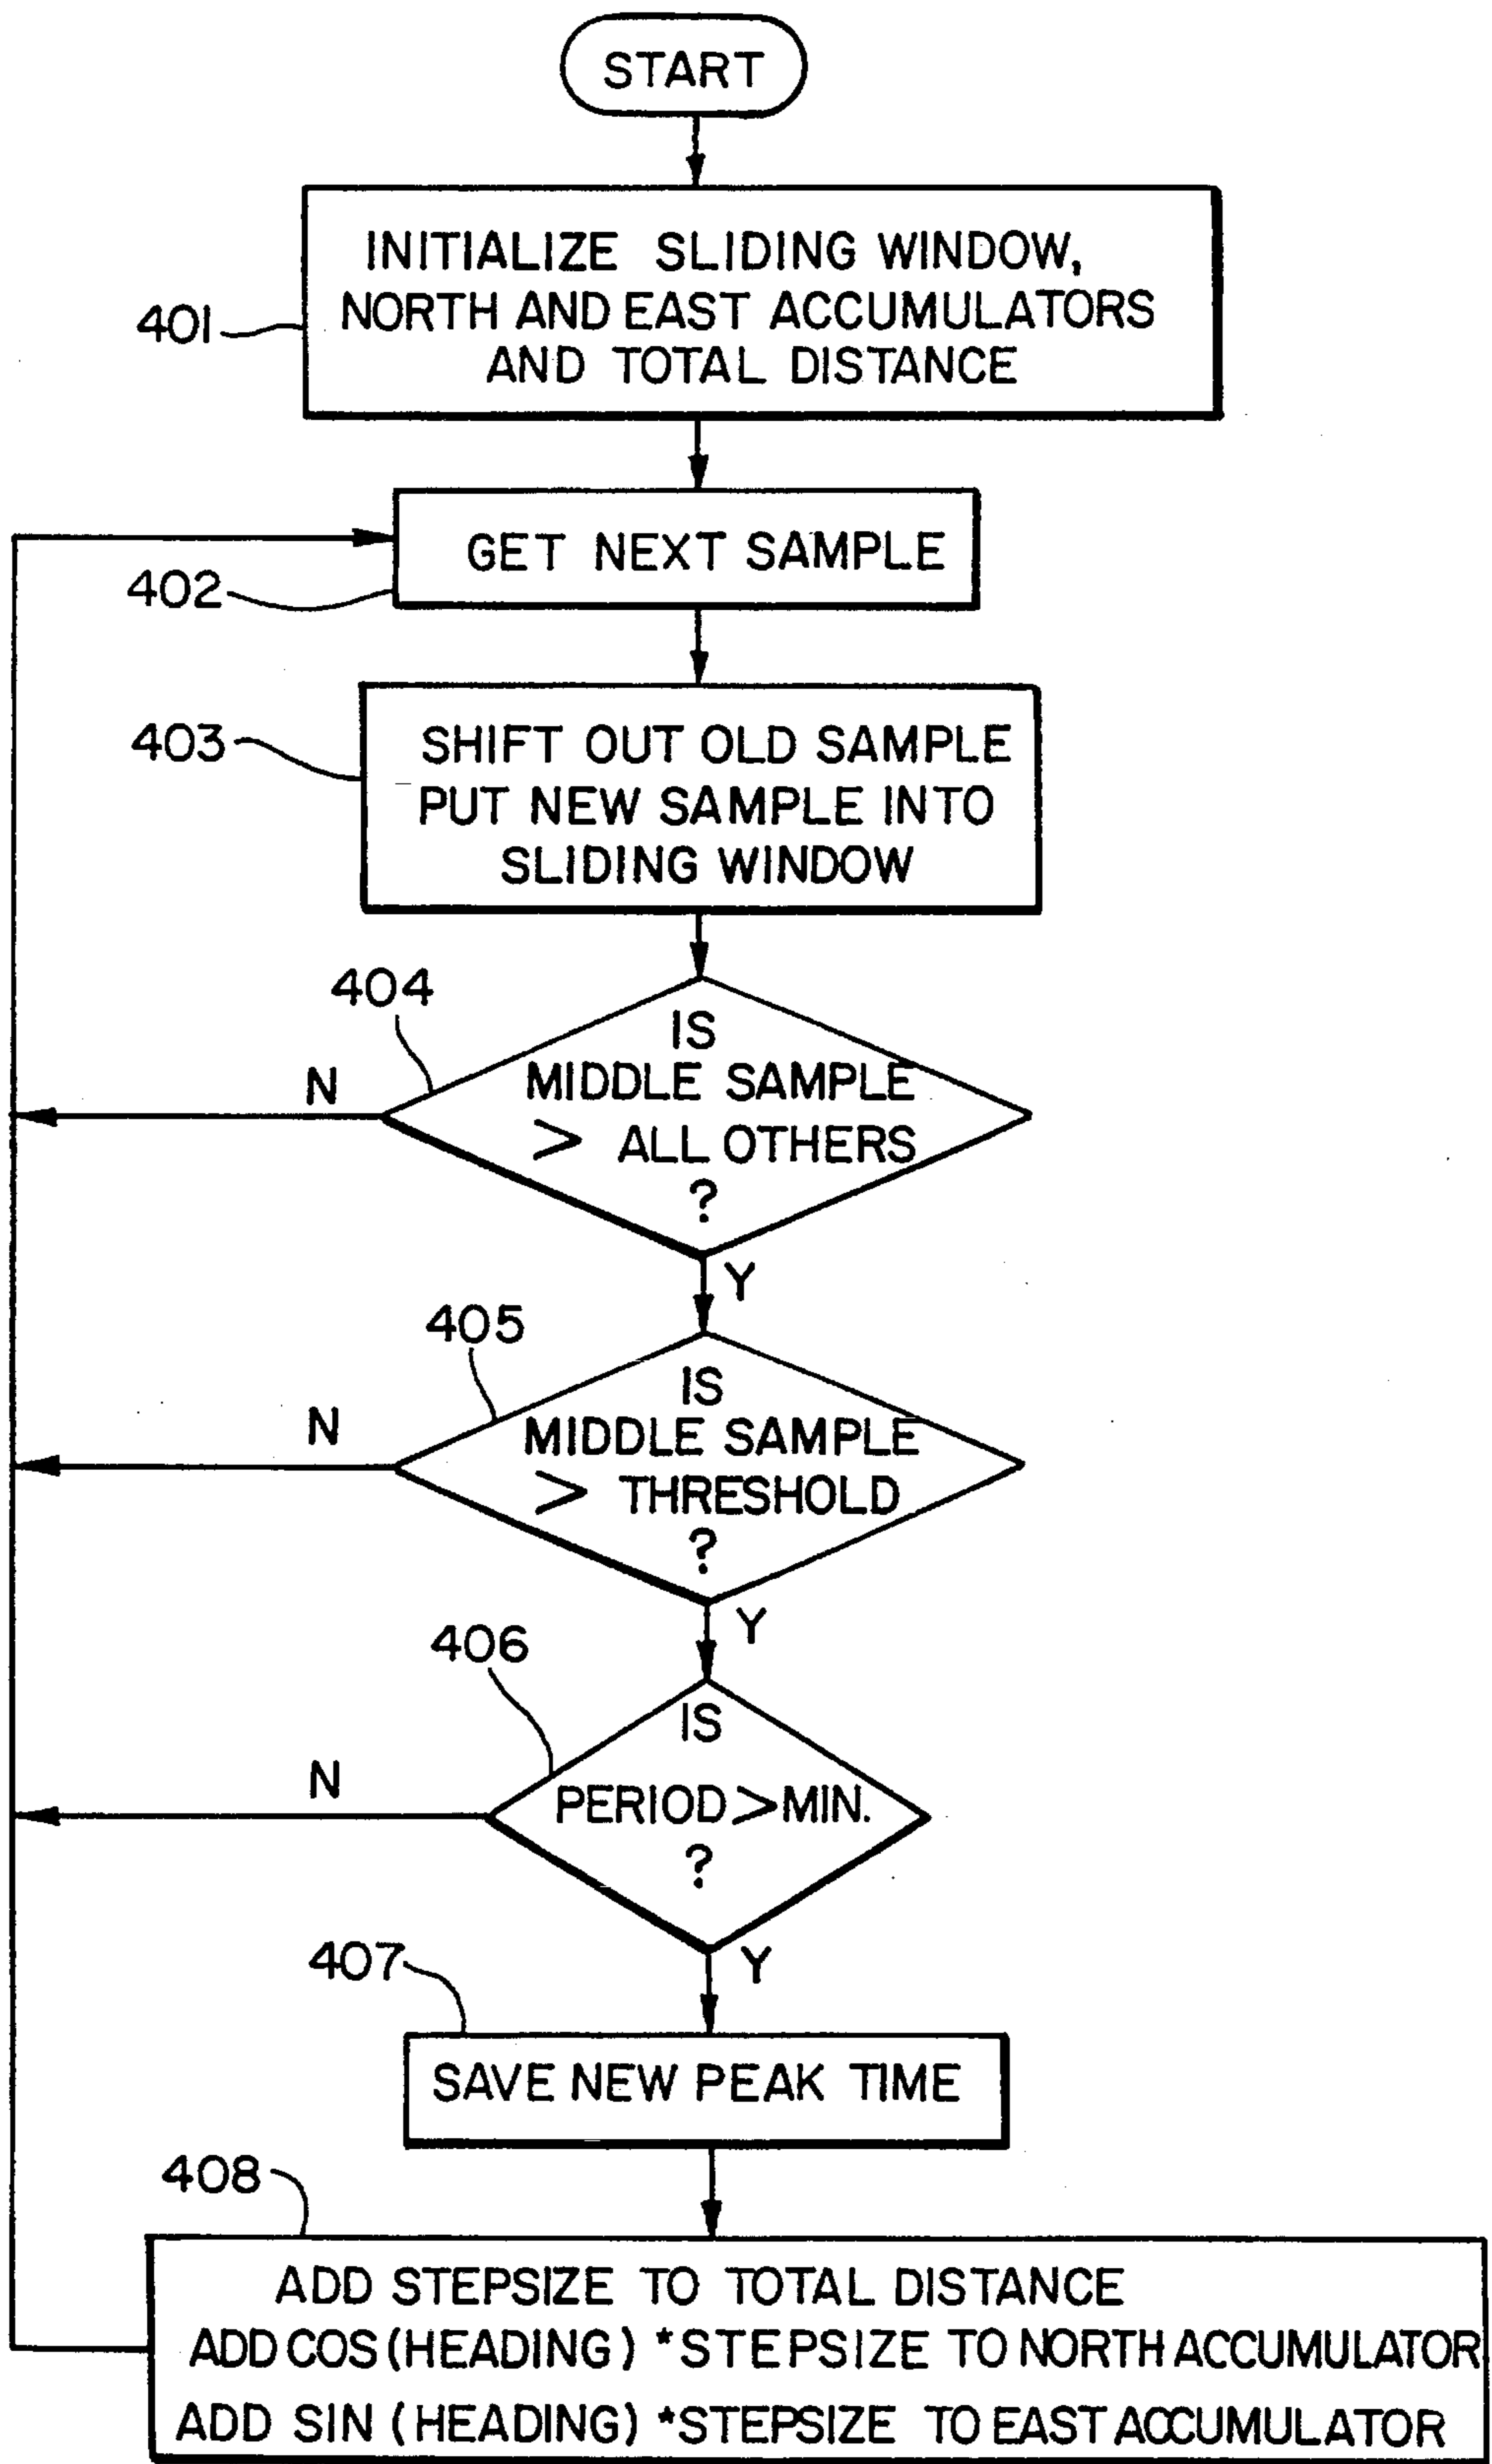 START
INITIALIZE SLIDING WINDOW,
NORTH AND EAST ACCUMULATORS
AND TOTAL DISTANCE
401
GET NEXT SAMPLE
402
SHIFT OUT OLD SAMPLE
PUT NEW SAMPLE INTO
SLIDING WINDOW
403
404
IS
MIDDLE SAMPLE
> ALL OTHERS
?
N
Y
405
IS
MIDDLE SAMPLE
> THRESHOLD
?
N
Y
406
IS
PERIOD > MIN.
?
N
Y
407
SAVE NEW PEAK TIME
408
ADD STEPSIZE TO TOTAL DISTANCE
ADD COS (HEADING) *STEPSIZE TO NORTH ACCUMULATOR
ADD SIN (HEADING) *STEPSIZE TO EAST ACCUMULATOR